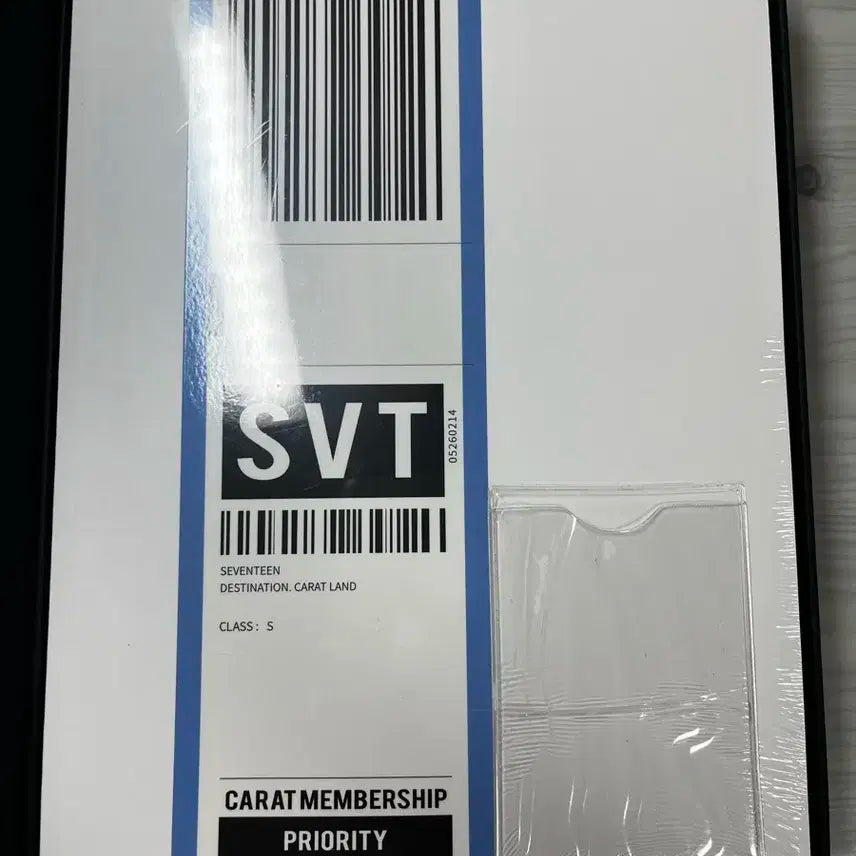 SVT
05260214
SEVENTEEN
DESTINATION. CARAT LAND
CLASS : S
CARAT MEMBERSHIP
PRIORITY